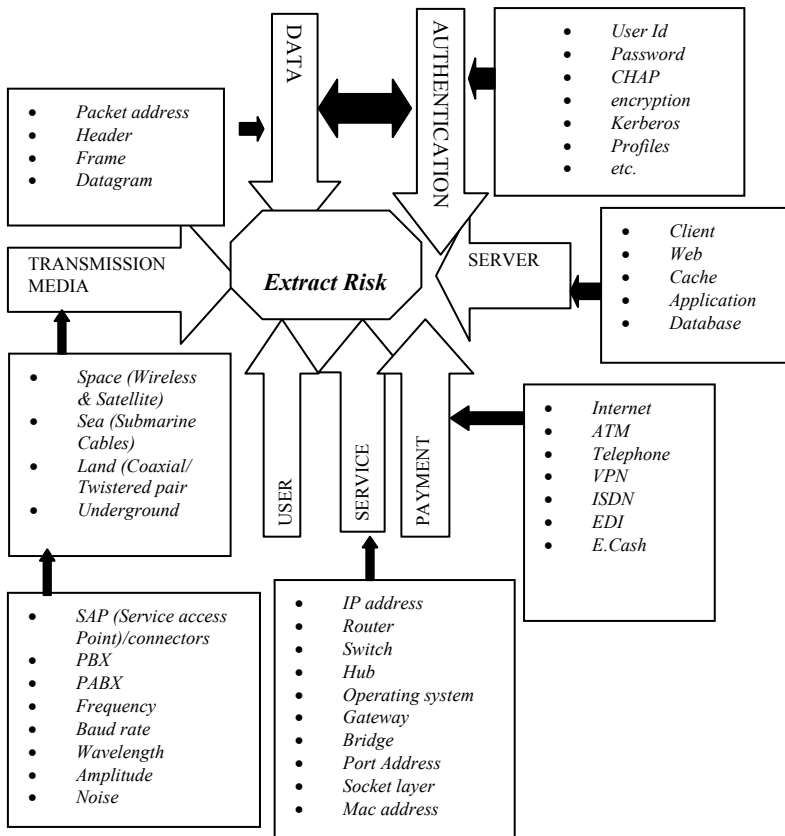 DATA
AUTHENTICATION
• User Id
• Password
• CHAP
• encryption
• Kerberos
• Profiles
• etc.
• Packet address
• Header
• Frame
• Datagram
TRANSMISSION
MEDIA
Extract Risk
SERVER
• Client
• Web
• Cache
• Application
• Database
• Space (Wireless
& Satellite)
• Sea (Submarine
Cables)
• Land (Coaxial/
Twistered pair
• Underground
USER
SERVICE
PAYMENT
• Internet
• ATM
• Telephone
• VPN
• ISDN
• EDI
• E.Cash
• SAP (Service access
Point)/connectors
• PBX
• PABX
• Frequency
• Baud rate
• Wavelength
• Amplitude
• Noise
• IP address
• Router
• Switch
• Hub
• Operating system
• Gateway
• Bridge
• Port Address
• Socket layer
• Mac address